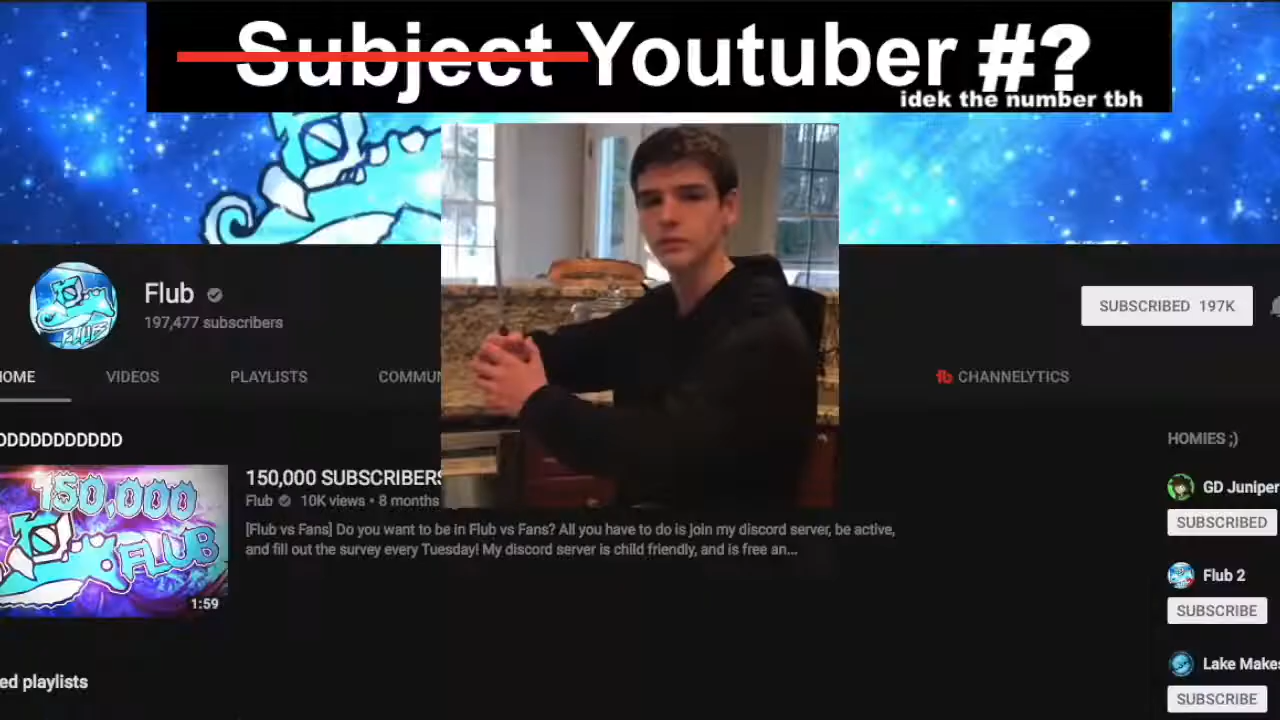 Subject Youtuber #?
idek the number tbh
Flub
197,477 subscribers
SUBSCRIBED 197K
OME
VIDEOS
PLAYLISTS
COMMUN
CHANNELYTICS
DDDDDDDDDDDD
HOMIES ;)
150,000 SUBSCRIBERS
Flub
10K views • 8 months
[Flub vs Fans] Do you want to be in Flub vs Fans? All you have to do is join my discord server, be active,
and fill out the survey every Tuesday! My discord server is child friendly, and is free an...
150,000
FLUB
1:59
GD Juniper
SUBSCRIBED
Flub 2
SUBSCRIBE
Lake Makes
SUBSCRIBE
ed playlists